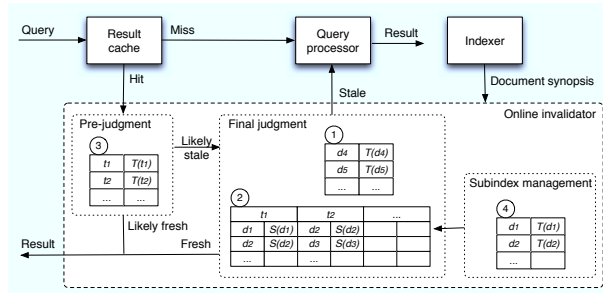 Query
Result cache
Miss
Query processor
Result
Indexer
Hit
Stale
Document synopsis
Online invalidator
Pre-judgment
3
t1 T(t1)
t2 T(t2)
... ...
Likely stale
Final judgment
1
d4 T(d4)
d5 T(d5)
... ...
2
t1 t2 ...
d1 S(d1) d2 S(d2)
d2 S(d2) d3 S(d3)
... ...
Subindex management
4
d1 T(d1)
d2 T(d2)
...
Likely fresh
Result
Fresh